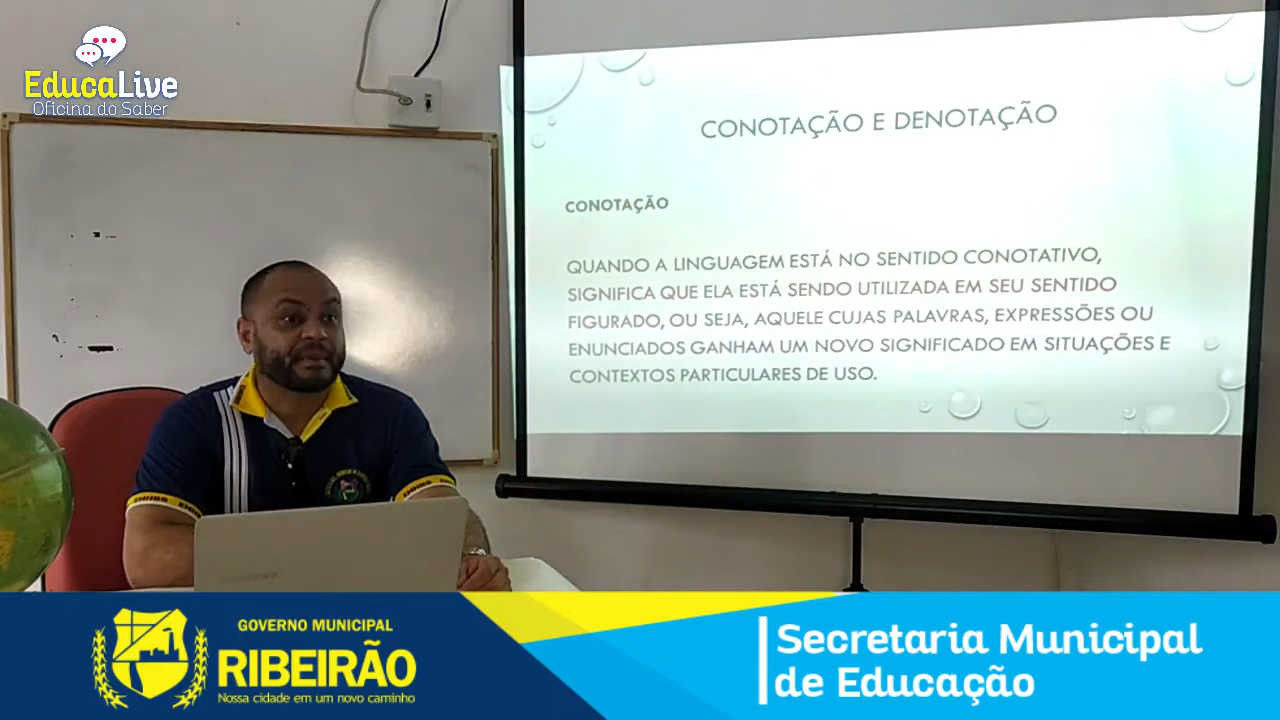 EducaLive
Oficina do Saber
CONOTAÇÃO E DENOTAÇÃO
CONOTAÇÃO
QUANDO A LINGUAGEM ESTÁ NO SENTIDO CONOTATIVO,
SIGNIFICA QUE ELA ESTÁ SENDO UTILIZADA EM SEU SENTIDO
FIGURADO, OU SEJA, AQUELE CUJAS PALAVRAS, EXPRESSÕES OU
ENUNCIADOS GANHAM UM NOVO SIGNIFICADO EM SITUAÇÕES E
CONTEXTOS PARTICULARES DE USO.
GOVERNO MUNICIPAL
RIBEIRÃO
Nossa cidade em um novo caminho
Secretaria Municipal
de Educação